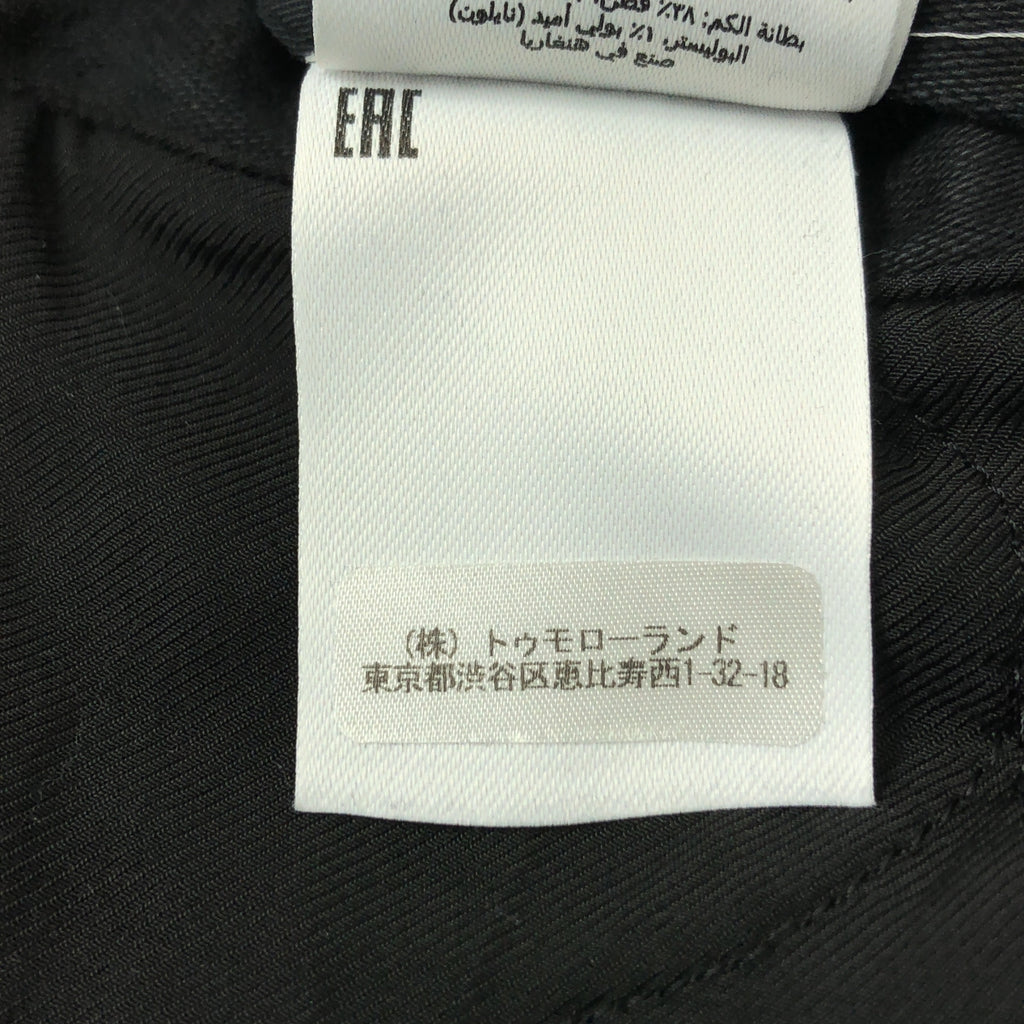 بطانة الكم: ٢٨٪ قطن،
البوليستر، ١٪ بولي أميد (نايلون)
صنع في هنغاريا
EAC
(株) トゥモローランド
東京都渋谷区恵比寿西1-32-18